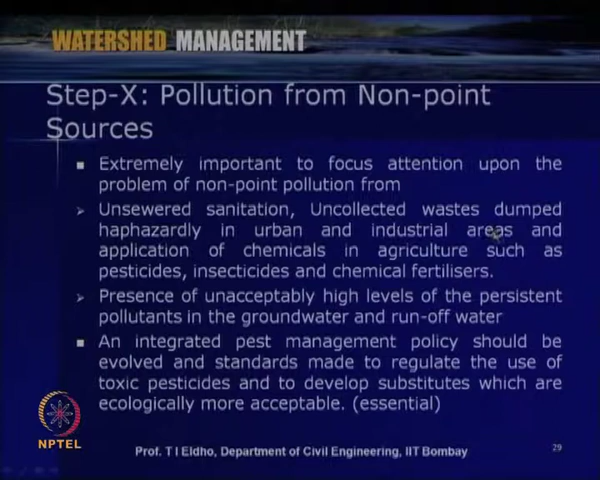 WATERSHED MANAGEMENT
Step-X: Pollution from Non-point
Sources
Extremely important to focus attention upon the
problem of non-point pollution from
Unsewered sanitation, Uncollected wastes dumped
haphazardly in urban and industrial areas and
application of chemicals in agriculture such as
pesticides, insecticides and chemical fertilisers.
Presence of unacceptably high levels of the persistent
pollutants in the groundwater and run-off water
An integrated pest management policy should be
evolved and standards made to regulate the use of
toxic pesticides and to develop substitutes which are
ecologically more acceptable. (essential)
NPTEL
Prof. T I Eldho, Department of Civil Engineering, IIT Bombay
29